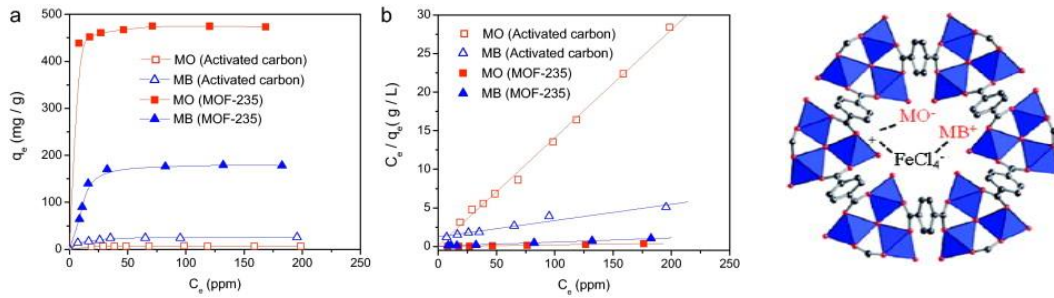 a
500
400
300
200
100
0
q_e (mg / g)
MO (Activated carbon)
MB (Activated carbon)
MO (MOF-235)
MB (MOF-235)
0 50 100 150 200 250
C_e (ppm)
b
30
25
20
15
10
5
0
C_e / q_e( g / L)
MO (Activated carbon)
MB (Activated carbon)
MO (MOF-235)
MB (MOF-235)
0 50 100 150 200 250
C_e (ppm)
MO⁻
MB⁺
+
FeCl₄⁻